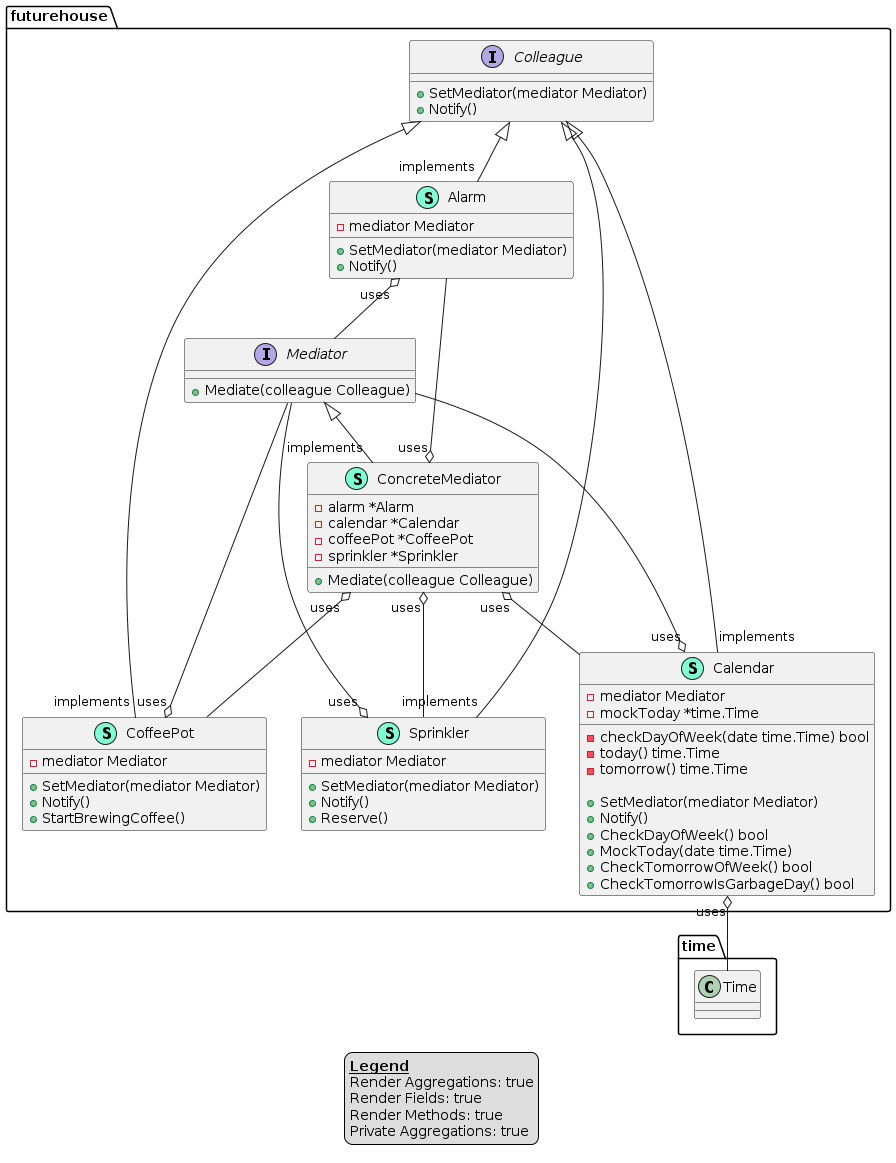 futurehouse
I Colleague
SetMediator(mediator Mediator)
Notify()
implements
S Alarm
mediator Mediator
SetMediator(mediator Mediator)
Notify()
uses
I Mediator
Mediate(colleague Colleague)
implements
uses
S ConcreteMediator
alarm *Alarm
calendar *Calendar
coffeePot *CoffeePot
sprinkler *Sprinkler
Mediate(colleague Colleague)
uses
uses
uses
uses
implements
S Calendar
mediator Mediator
mockToday *time.Time
checkDayOfWeek(date time.Time) bool
today() time.Time
tomorrow() time.Time
SetMediator(mediator Mediator)
Notify()
CheckDayOfWeek() bool
MockToday(date time.Time)
CheckTomorrowOfWeek() bool
CheckTomorrowIsGarbageDay() bool
implements
uses
S CoffeePot
mediator Mediator
SetMediator(mediator Mediator)
Notify()
StartBrewingCoffee()
uses
implements
S Sprinkler
mediator Mediator
SetMediator(mediator Mediator)
Notify()
Reserve()
uses
time
C Time
Legend
Render Aggregations: true
Render Fields: true
Render Methods: true
Private Aggregations: true